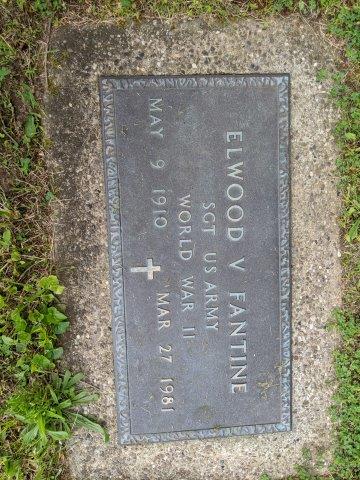 ELWOOD V FANTINE
SGT US ARMY
WORLD WAR II
MAY 9 1910 MAR 27 1981